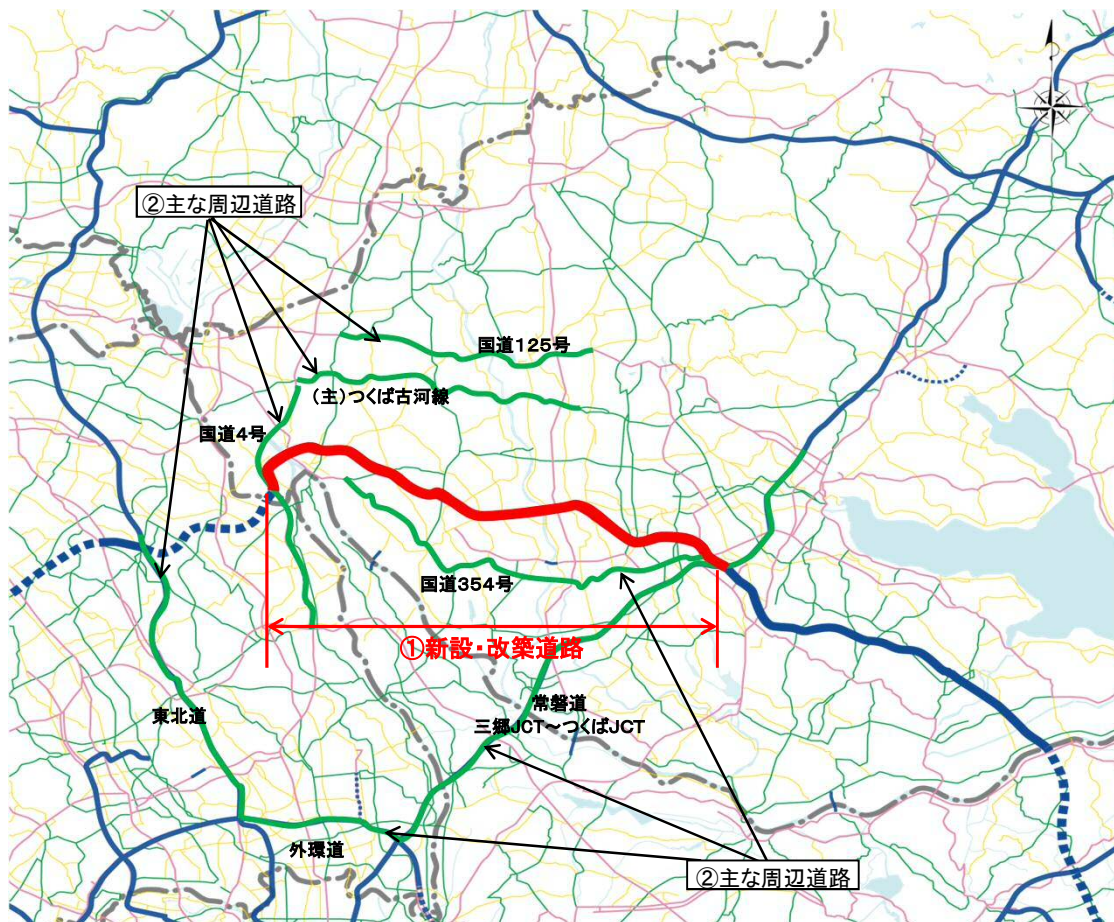 ②主な周辺道路
国道125号
(主)つくば古河線
国道4号
国道354号
①新設・改築道路
常磐道
三郷JCT～つくばJCT
東北道
外環道
②主な周辺道路